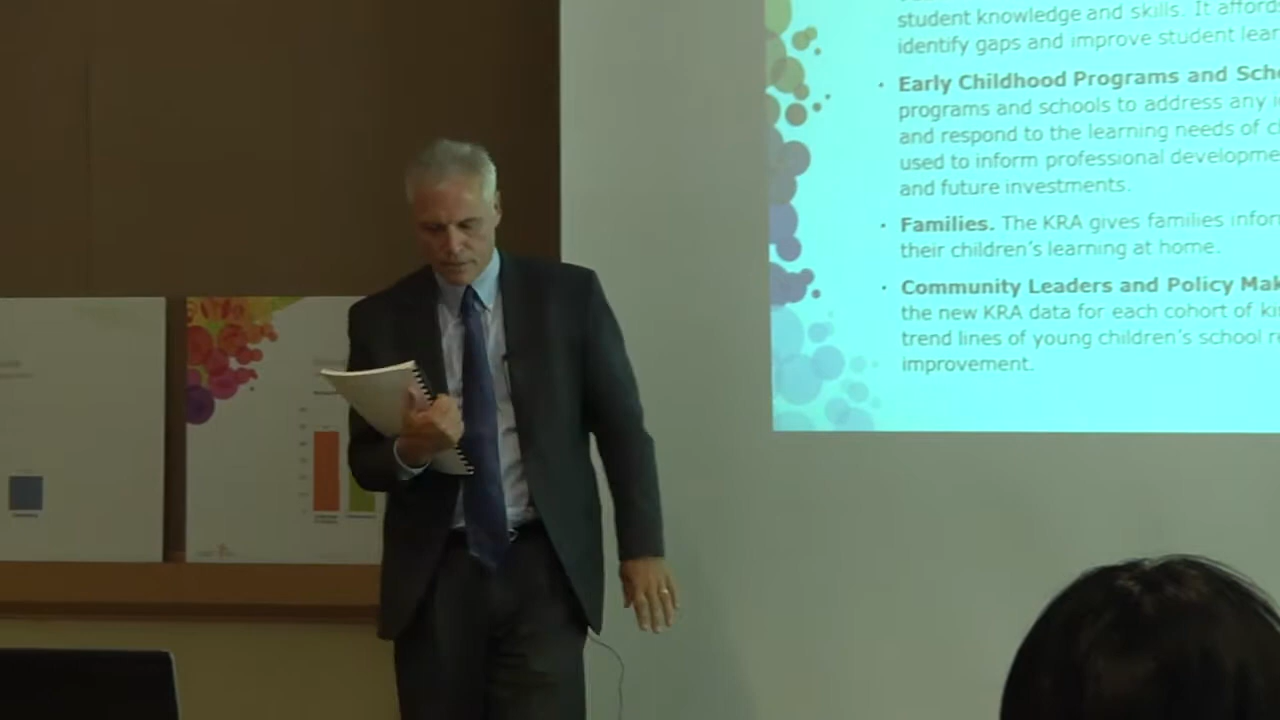 student knowledge and skills. It affords
identify gaps and improve student lear
• Early Childhood Programs and Sch
programs and schools to address any
and respond to the learning needs of c
used to inform professional developme
and future investments.
• Families. The KRA gives families infor
their children's learning at home.
• Community Leaders and Policy Mak
the new KRA data for each cohort of ki
trend lines of young children's school r
improvement.